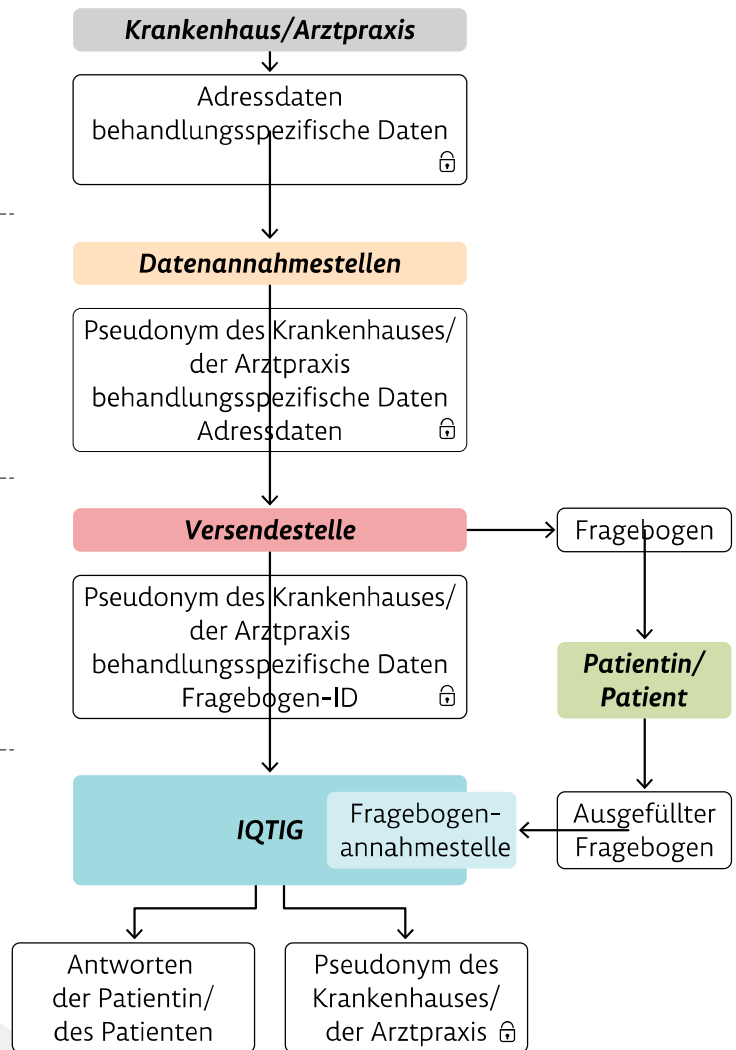 Krankenhaus/Arztpraxis
Adressdaten
behandlungsspezifische Daten
Datenannahmestellen
Pseudonym des Krankenhauses/
der Arztpraxis
behandlungsspezifische Daten
Adressdaten
Versendestelle
Fragebogen
Pseudonym des Krankenhauses/
der Arztpraxis
behandlungsspezifische Daten
Fragebogen-ID
Patientin/
Patient
IQTIG
Fragebogen-
annahmestelle
Ausgefüllter
Fragebogen
Antworten
der Patientin/
des Patienten
Pseudonym des
Krankenhauses/
der Arztpraxis